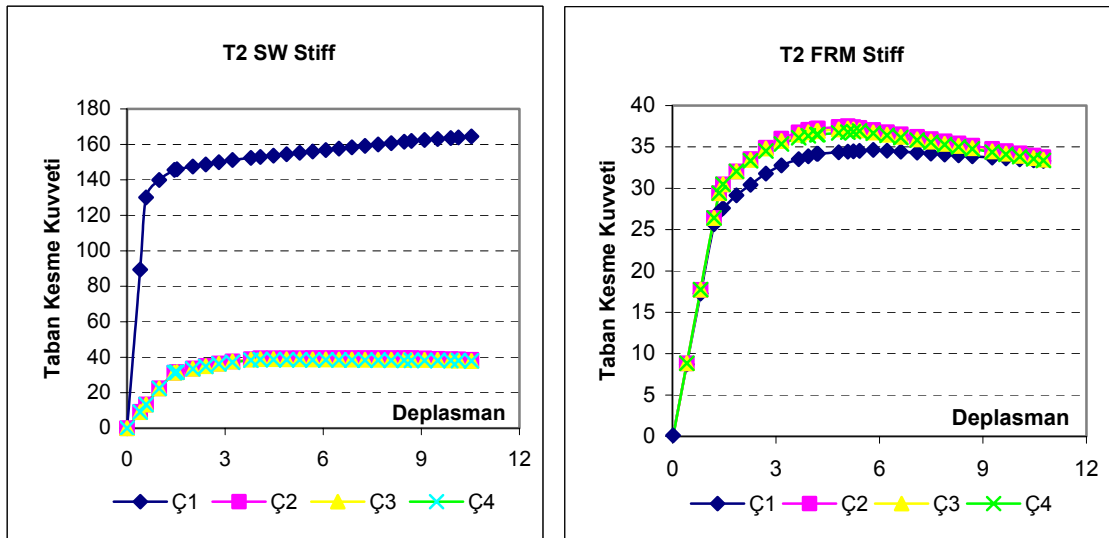 T2 SW Stiff
Taban Kesme Kuvveti
180
160
140
120
100
80
60
40
20
0
Deplasman
0 3 6 9 12
Ç1 Ç2 Ç3 Ç4
T2 FRM Stiff
Taban Kesme Kuvveti
40
35
30
25
20
15
10
5
0
Deplasman
0 3 6 9 12
Ç1 Ç2 Ç3 Ç4